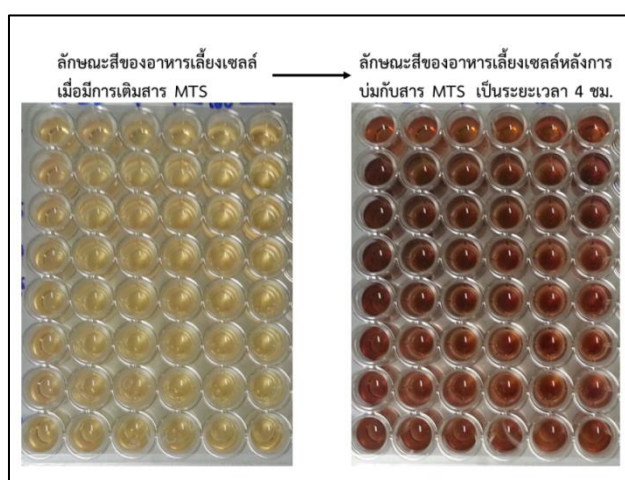 ลักษณะสีของอาหารเลี้ยงเซลล์
เมื่อมีการเติมสาร MTS
ลักษณะสีของอาหารเลี้ยงเซลล์หลังการ
บ่มกับสาร MTS เป็นระยะเวลา 4 ชม.